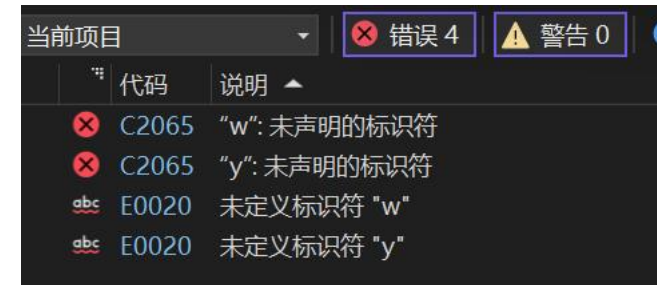 当前项目 错误 4 警告 0
代码 说明
C2065 “w”: 未声明的标识符
C2065 “y”: 未声明的标识符
abc E0020 未定义标识符 "w"
abc E0020 未定义标识符 "y"